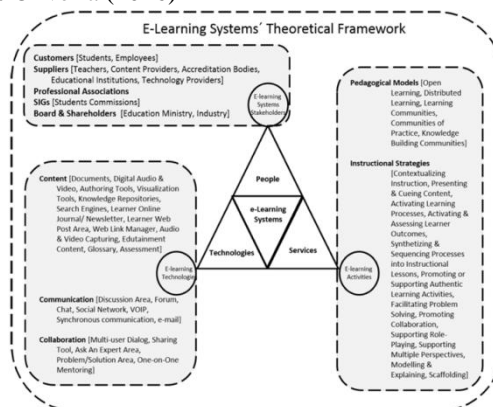 E-Learning Systems´ Theoretical Framework
Customers [Students, Employees]
Suppliers [Teachers, Content Providers, Accreditation Bodies,
Educational Institutions, Technology Providers]
Professional Associations
SIGs [Students Commissions]
Board & Shareholders [Education Ministry, Industry]
E-learning
Systems
Stakeholders
People
e-Learning
Systems
Technologies
Services
E-learning
Technologie
E-learning
Activities
Content [Documents, Digital Audio &
Video, Authoring Tools, Visualization
Tools, Knowledge Repositories,
Search Engines, Learner Online
Journal/ Newsletter, Learner Web
Post Area, Web Link Manager, Audio
& Video Capturing, Edutainment
Content, Glossary, Assessment]
Communication [Discussion Area, Forum,
Chat, Social Network, VOIP,
Synchronous communication, e-mail]
Collaboration [Multi-user Dialog, Sharing
Tool, Ask An Expert Area,
Problem/Solution Area, One-on-One
Mentoring]
Pedagogical Models [Open
Learning, Distributed
Learning, Learning
Communities,
Communities of
Practice, Knowledge
Building Communities]
Instructional Strategies
[Contextualizing
Instruction, Presenting &
Cueing Content,
Activating Learning
Processes, Activating &
Assessing Learner
Outcomes,
Synthetizing &
Sequencing Processes
into Instructional
Lessons, Promoting or
Supporting Authentic
Learning Activities,
Facilitating Problem
Solving, Promoting
Collaboration,
Supporting Role-
Playing, Supporting
Multiple Perspectives,
Modelling &
Explaining, Scaffolding]